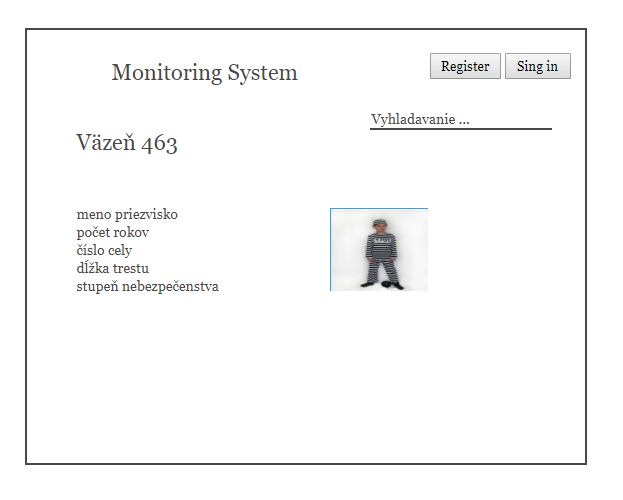 Monitoring System
Register
Sing in
Vyhladavanie ...
Väzeň 463
meno priezvisko
počet rokov
číslo cely
dĺžka trestu
stupeň nebezpečenstva